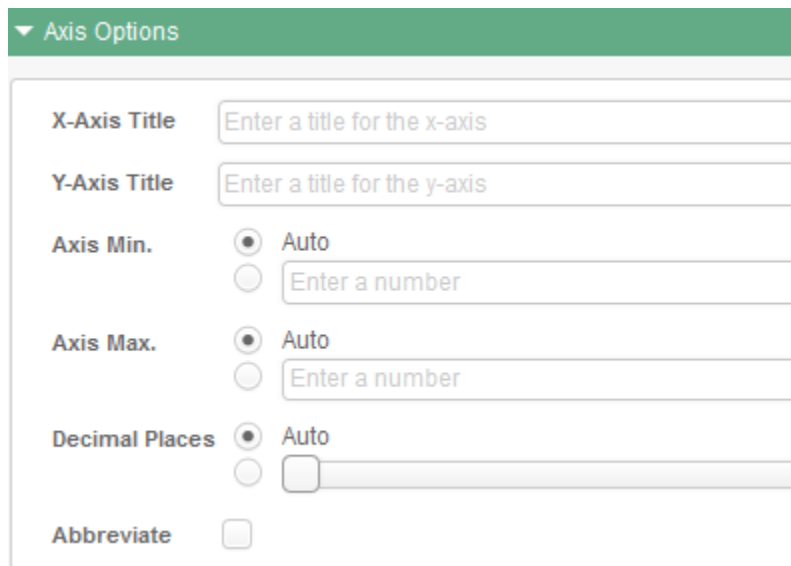 Axis Options
X-Axis Title Enter a title for the x-axis
Y-Axis Title Enter a title for the y-axis
Axis Min. Auto
Enter a number
Axis Max. Auto
Enter a number
Decimal Places Auto
Abbreviate